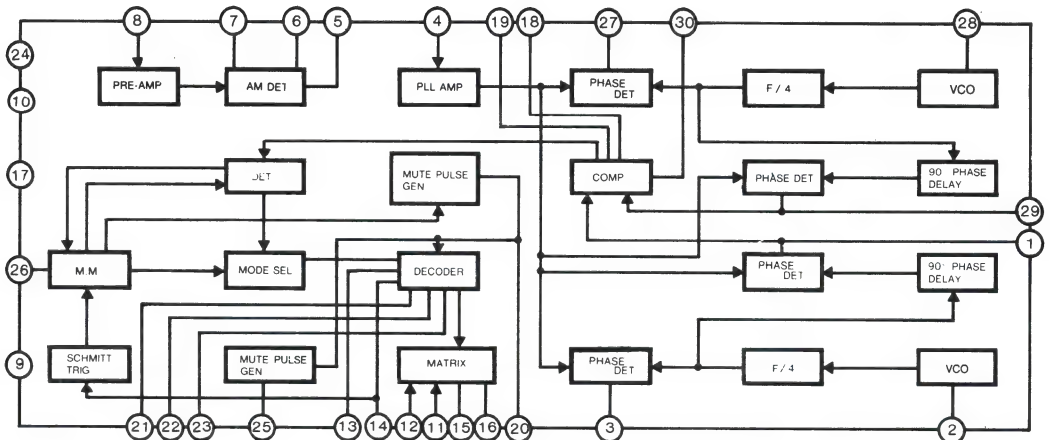 8
7
6
5
4
19
18
27
30
28
24
PRE-AMP
AM DET
PLL AMP
PHASE
DET
F / 4
VCO
10
17
DET
MUTE PULSE
GEN
COMP
PHASE DET
90 PHASE
DELAY
29
1
26
M.M
MODE SEL
DECODER
PHASE
DET
90° PHASE
DELAY
9
SCHMITT
TRIG
MUTE PULSE
GEN
MATRIX
PHASE
DET
F / 4
VCO
21
22
23
25
13
14
12
11
15
16
20
3
2